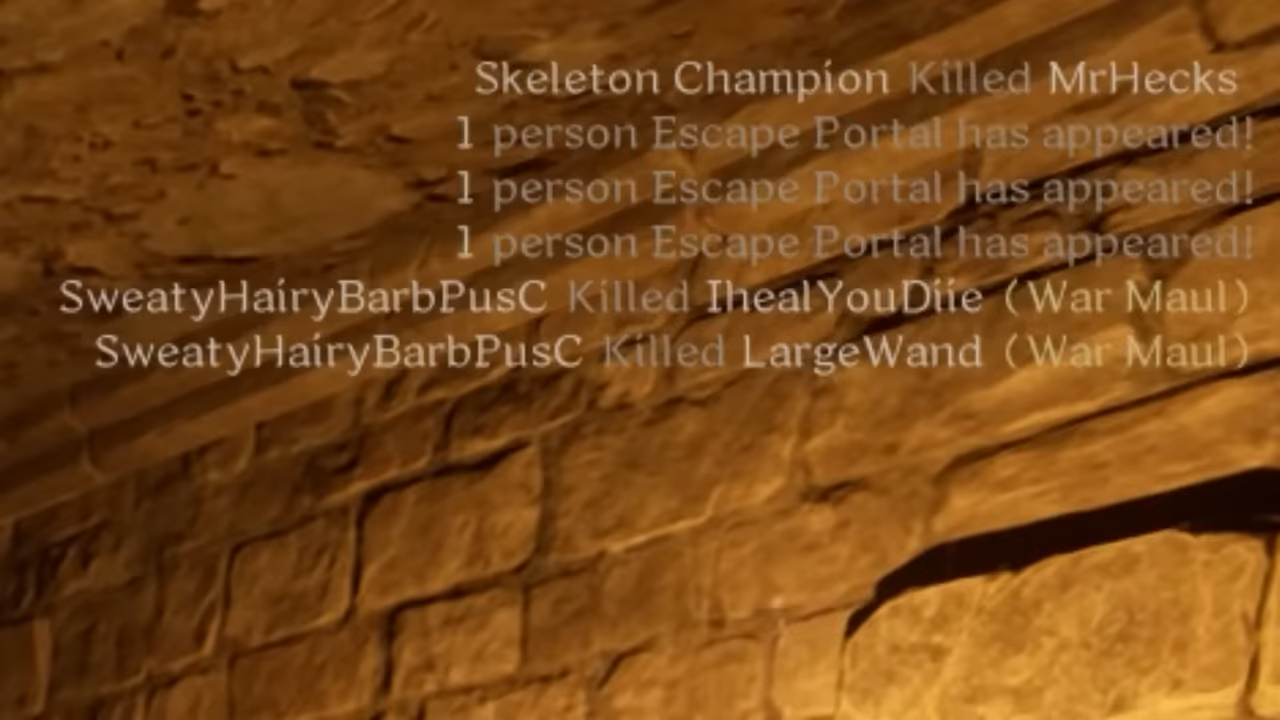 Skeleton Champion Killed MrHecks
1 person Escape Portal has appeared!
1 person Escape Portal has appeared!
1 person Escape Portal has appeared!
SweatyHairyBarbPusC Killed IhealYouDiie (War Maul)
SweatyHairyBarbPusC Killed LargeWand (War Maul)